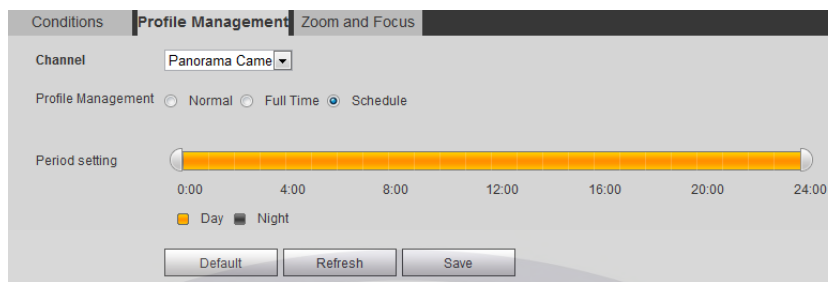 Conditions Profile Management Zoom and Focus
Channel Panorama Came
Profile Management Normal Full Time Schedule
Period setting
0:00 4:00 8:00 12:00 16:00 20:00 24:00
Day Night
Default Refresh Save